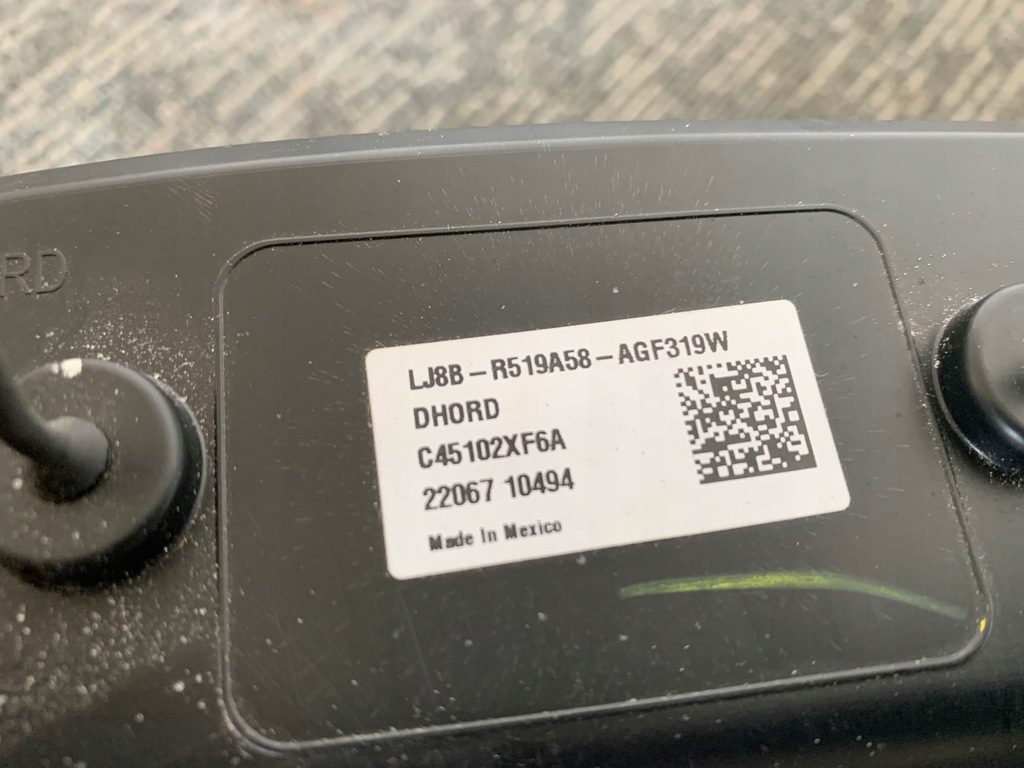 RD
LJ8B-R519A58-AGF319W
DHORD
C45102XF6A
22067 10494
Made In Mexico